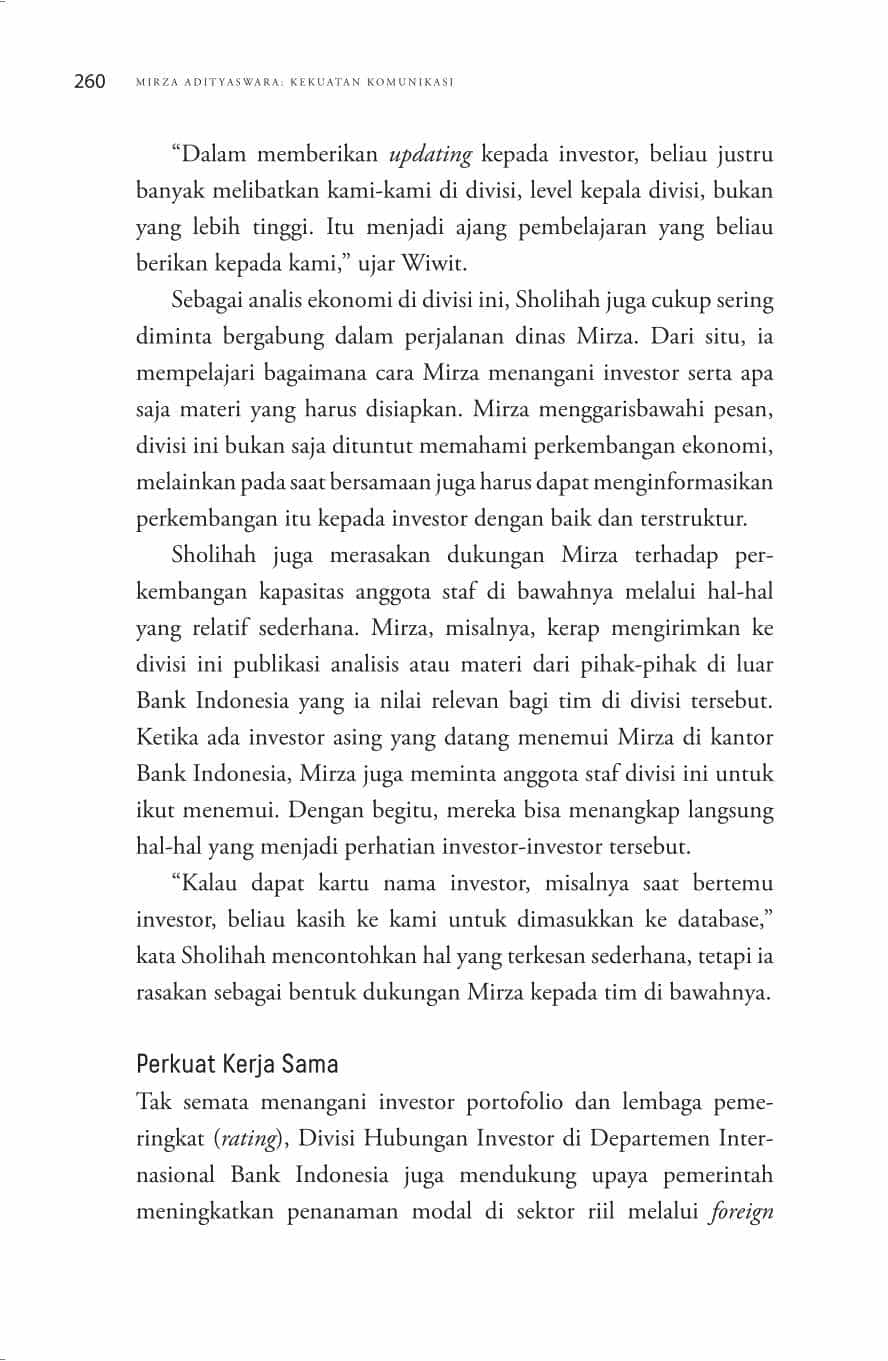 260 MIRZA ADITYASWARA: KEKUATAN KOMUNIKASI
“Dalam memberikan updating kepada investor, beliau justru
banyak melibatkan kami-kami di divisi, level kepala divisi, bukan
yang lebih tinggi. Itu menjadi ajang pembelajaran yang beliau
berikan kepada kami,” ujar Wiwit.
Sebagai analis ekonomi di divisi ini, Sholihah juga cukup sering
diminta bergabung dalam perjalanan dinas Mirza. Dari situ, ia
mempelajari bagaimana cara Mirza menangani investor serta apa
saja materi yang harus disiapkan. Mirza menggarisbawahi pesan,
divisi ini bukan saja dituntut memahami perkembangan ekonomi,
melainkan pada saat bersamaan juga harus dapat menginformasikan
perkembangan itu kepada investor dengan baik dan terstruktur.
Sholihah juga merasakan dukungan Mirza terhadap per-
kembangan kapasitas anggota staf di bawahnya melalui hal-hal
yang relatif sederhana. Mirza, misalnya, kerap mengirimkan ke
divisi ini publikasi analisis atau materi dari pihak-pihak di luar
Bank Indonesia yang ia nilai relevan bagi tim di divisi tersebut.
Ketika ada investor asing yang datang menemui Mirza di kantor
Bank Indonesia, Mirza juga meminta anggota staf divisi ini untuk
ikut menemui. Dengan begitu, mereka bisa menangkap langsung
hal-hal yang menjadi perhatian investor-investor tersebut.
“Kalau dapat kartu nama investor, misalnya saat bertemu
investor, beliau kasih ke kami untuk dimasukkan ke database,”
kata Sholihah mencontohkan hal yang terkesan sederhana, tetapi ia
rasakan sebagai bentuk dukungan Mirza kepada tim di bawahnya.
Perkuat Kerja Sama
Tak semata menangani investor portofolio dan lembaga peme-
ringkat (rating), Divisi Hubungan Investor di Departemen Inter-
nasional Bank Indonesia juga mendukung upaya pemerintah
meningkatkan penanaman modal di sektor riil melalui foreign